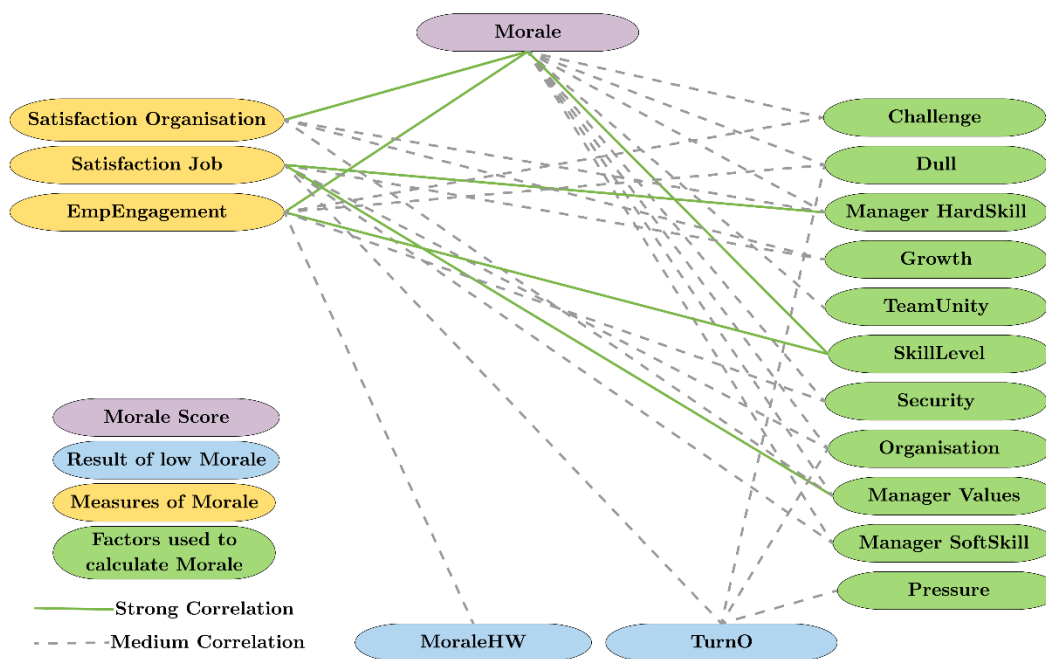 Morale
Satisfaction Organisation
Satisfaction Job
EmpEngagement
Challenge
Dull
Manager HardSkill
Growth
TeamUnity
SkillLevel
Security
Organisation
Manager Values
Manager SoftSkill
Pressure
Morale Score
Result of low Morale
Measures of Morale
Factors used to
calculate Morale
Strong Correlation
Medium Correlation
MoraleHW
TurnO